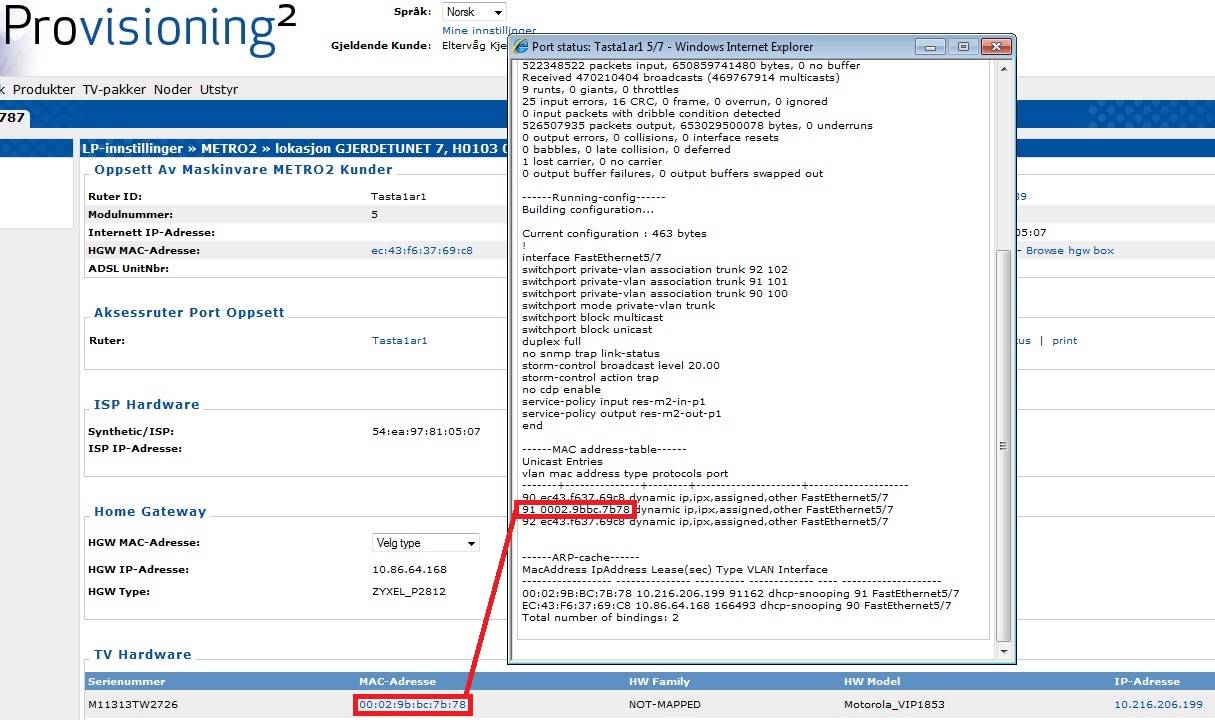 Provisioning²
Språk: Norsk
Mine innstillinger
Gjeldende Kunde: Eltervåg Kje
k Produkter TV-pakker Noder Utstyr
787
LP-innstillinger » METRO2 » lokasjon GJERDETUNET 7, H0103
Oppsett Av Maskinvare METRO2 Kunder
Ruter ID: Tasta1ar1
Modulnummer: 5
Internett IP-Adresse: 05:07
HGW MAC-Adresse: ec:43:f6:37:69:c8 - Browse hgw box
ADSL UnitNbr:
Aksessruter Port Oppsett
Ruter: Tasta1ar1 tus | print
ISP Hardware
Synthetic/ISP: 54:ea:97:81:05:07
ISP IP-Adresse:
Home Gateway
HGW MAC-Adresse: Velg type
HGW IP-Adresse: 10.86.64.168
HGW Type: ZYXEL_P2812
TV Hardware
Serienummer MAC-Adresse HW Family HW Model IP-Adresse
M11313TW2726 00:02:9b:bc:7b:78 NOT-MAPPED Motorola_VIP1853 10.216.206.199
Port status: Tasta1ar1 5/7 - Windows Internet Explorer
522348522 packets input, 650859741480 bytes, 0 no buffer
Received 470210404 broadcasts (469767914 multicasts)
9 runts, 0 giants, 0 throttles
25 input errors, 16 CRC, 0 frame, 0 overrun, 0 ignored
0 input packets with dribble condition detected
526507935 packets output, 653029500078 bytes, 0 underruns
0 output errors, 0 collisions, 0 interface resets
0 babbles, 0 late collision, 0 deferred
1 lost carrier, 0 no carrier
0 output buffer failures, 0 output buffers swapped out
------Running-config------
Building configuration...
Current configuration : 463 bytes
!
interface FastEthernet5/7
switchport private-vlan association trunk 92 102
switchport private-vlan association trunk 91 101
switchport private-vlan association trunk 90 100
switchport mode private-vlan trunk
switchport block multicast
switchport block unicast
duplex full
no snmp trap link-status
storm-control broadcast level 20.00
storm-control action trap
no cdp enable
service-policy input res-m2-in-p1
service-policy output res-m2-out-p1
end
------MAC address-table------
Unicast Entries
vlan mac address type protocols port
-------+---------------+--------+---------------------+--------------------
90 ec43.f637.69c8 dynamic ip,ipx,assigned,other FastEthernet5/7
91 0002.9bbc.7b78 dynamic ip,ipx,assigned,other FastEthernet5/7
92 ec43.f637.69c8 dynamic ip,ipx,assigned,other FastEthernet5/7
------ARP-cache------
MacAddress IpAddress Lease(sec) Type VLAN Interface
------------------ --------------- ---------- ------------- ---- --------------------
00:02:9B:BC:7B:78 10.216.206.199 91162 dhcp-snooping 91 FastEthernet5/7
EC:43:F6:37:69:C8 10.86.64.168 166493 dhcp-snooping 90 FastEthernet5/7
Total number of bindings: 2